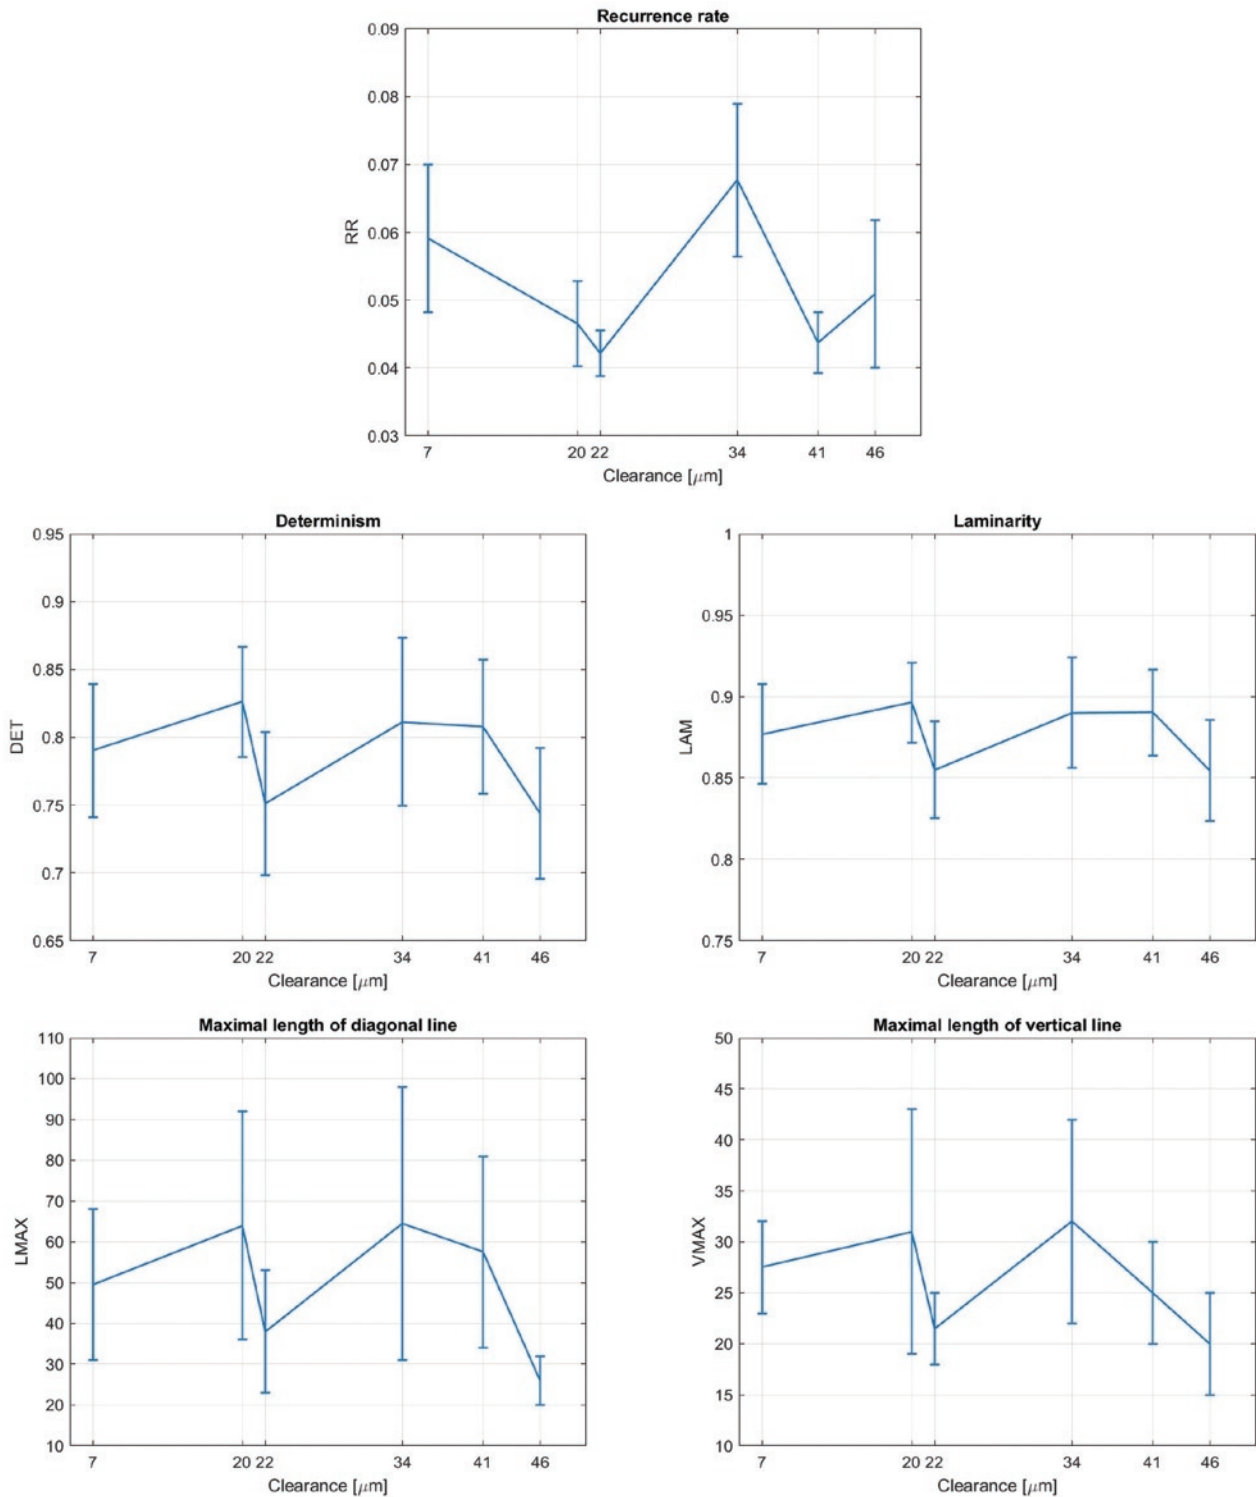 Recurrence rate
0.09
0.08
0.07
0.06
0.05
0.04
0.03
RR
7 20 22 34 41 46
Clearance [μm]
Determinism
0.95
0.9
0.85
0.8
0.75
0.7
0.65
DET
7 20 22 34 41 46
Clearance [μm]
Laminarity
1
0.95
0.9
0.85
0.8
0.75
LAM
7 20 22 34 41 46
Clearance [μm]
Maximal length of diagonal line
110
100
90
80
70
60
50
40
30
20
10
LMAX
7 20 22 34 41 46
Clearance [μm]
Maximal length of vertical line
50
45
40
35
30
25
20
15
10
VMAX
7 20 22 34 41 46
Clearance [μm]